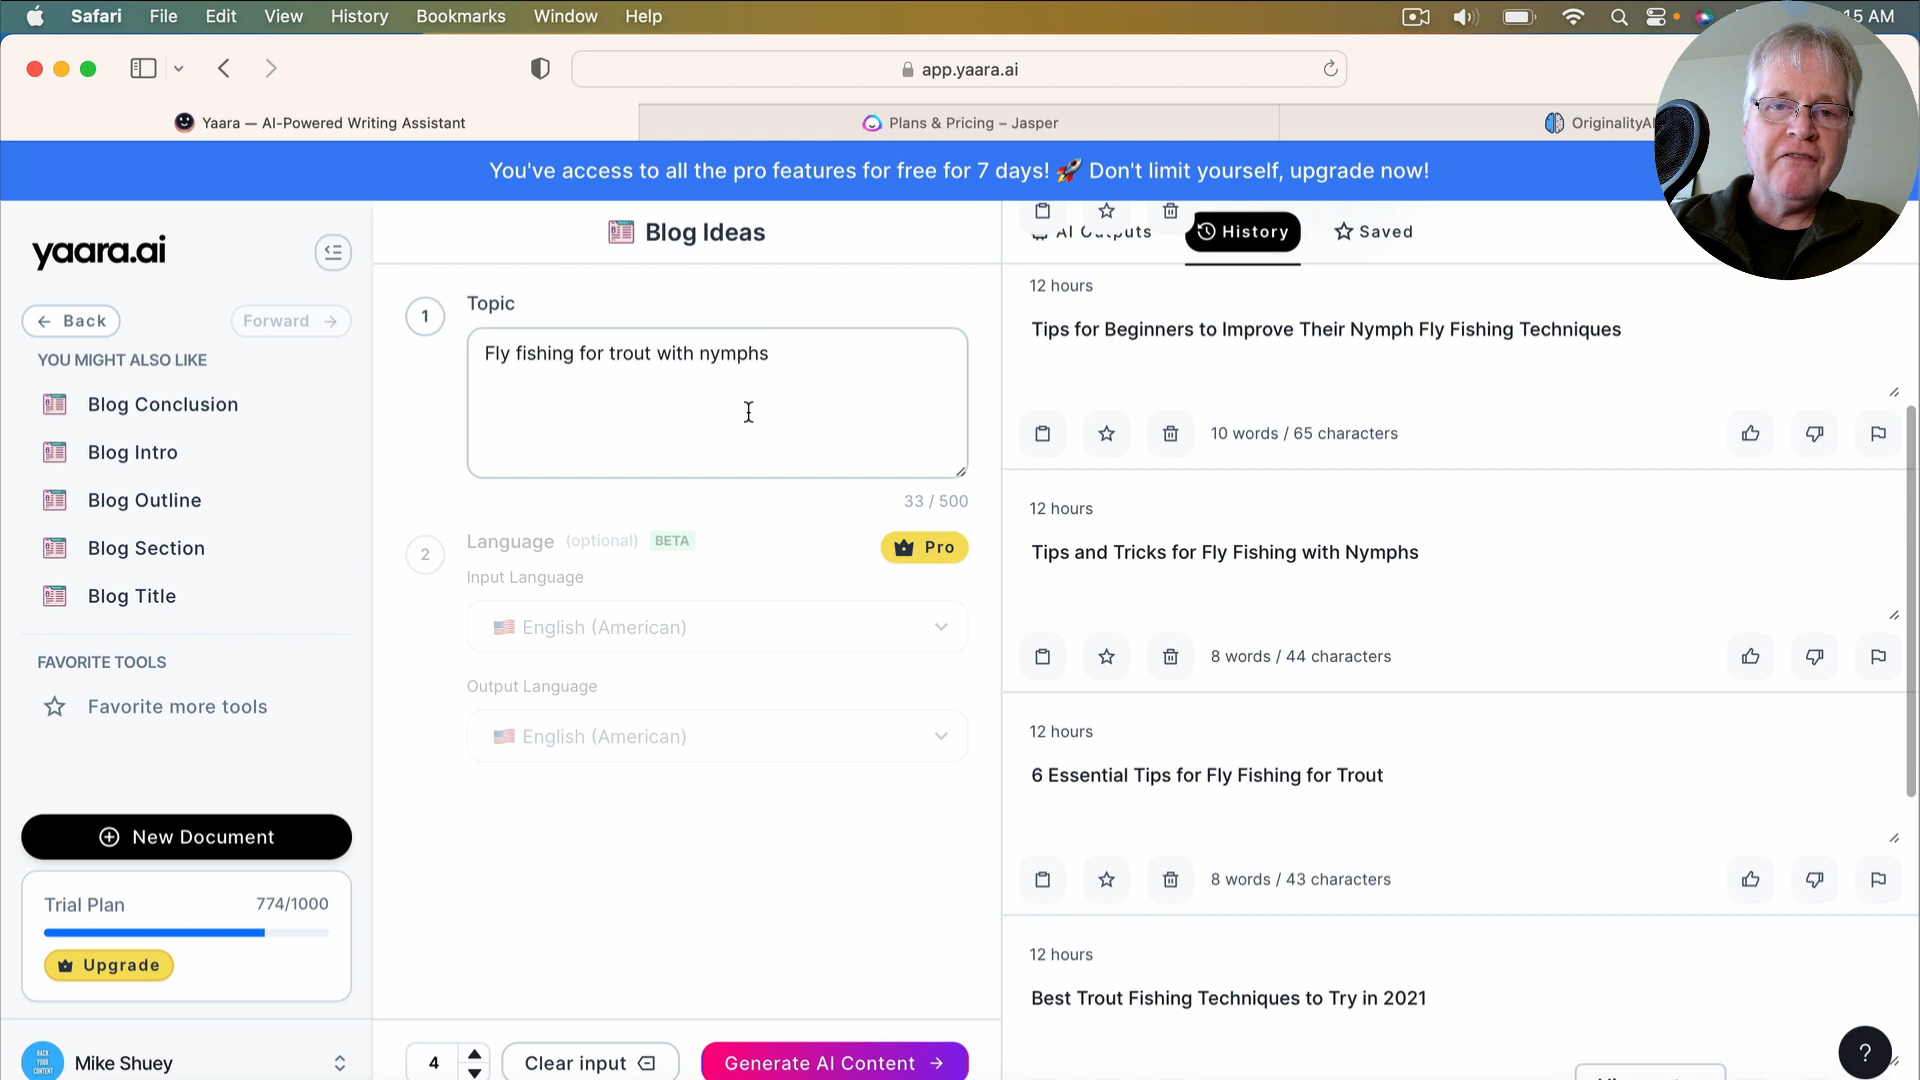 Safari File Edit View History Bookmarks Window Help
15 AM
app.yaara.ai
Yaara — AI-Powered Writing Assistant
Plans & Pricing – Jasper
OriginalityAI
You've access to all the pro features for free for 7 days! 🚀 Don't limit yourself, upgrade now!
yaara.ai
Back
Forward
YOU MIGHT ALSO LIKE
Blog Conclusion
Blog Intro
Blog Outline
Blog Section
Blog Title
FAVORITE TOOLS
Favorite more tools
New Document
Trial Plan 774/1000
Upgrade
HACK YOUR CONTENT
Mike Shuey
Blog Ideas
1 Topic
Fly fishing for trout with nymphs
33 / 500
2 Language (optional) BETA
Pro
Input Language
English (American)
Output Language
English (American)
4
Clear input
Generate AI Content
AI Outputs
History
Saved
12 hours
Tips for Beginners to Improve Their Nymph Fly Fishing Techniques
10 words / 65 characters
12 hours
Tips and Tricks for Fly Fishing with Nymphs
8 words / 44 characters
12 hours
6 Essential Tips for Fly Fishing for Trout
8 words / 43 characters
12 hours
Best Trout Fishing Techniques to Try in 2021
?